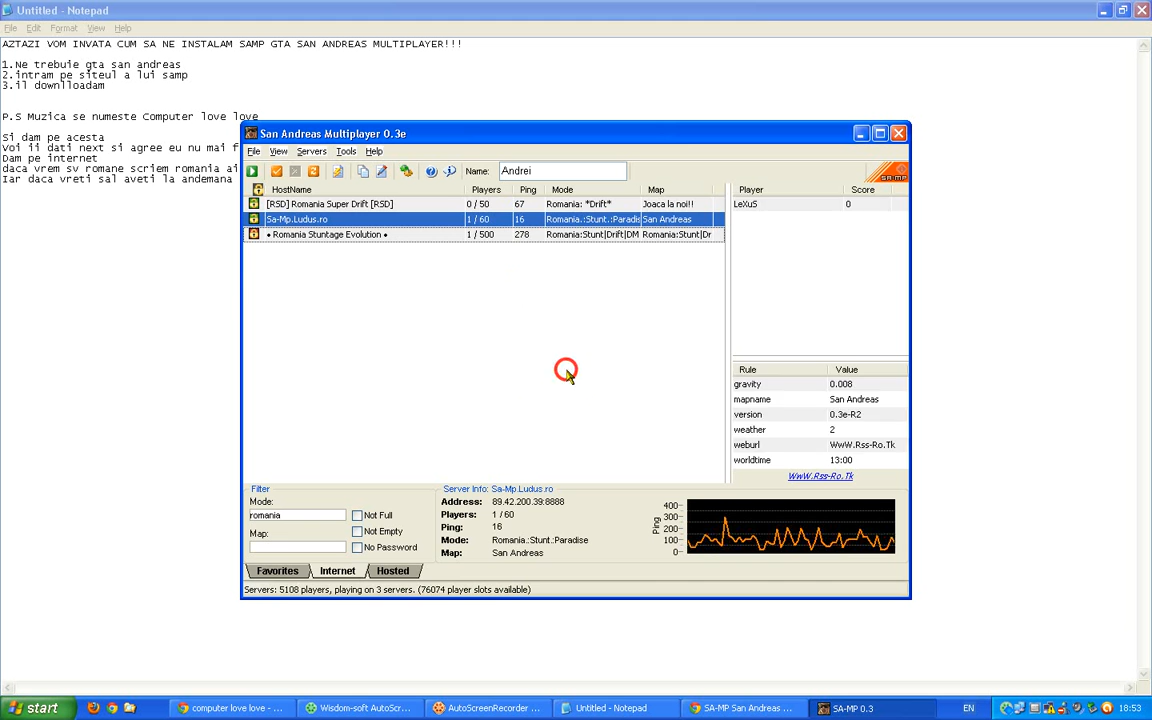 Untitled - Notepad
File Edit Format View Help
AZTAZI VOM INVATA CUM SA NE INSTALAM SAMP GTA SAN ANDREAS MULTIPLAYER!!!
1.Ne trebuie gta san andreas
2.intram pe siteul a lui samp
3.il downlloadam
P.S Muzica se numeste Computer love love
Si dam pe acesta
Voi ii dati next si agree eu nu mai f
Dam pe internet
daca vrem sv romane scriem romania ai
Iar daca vreti sal aveti la andemana
San Andreas Multiplayer 0.3e
File View Servers Tools Help
Name: Andrei
SA-MP
HostName Players Ping Mode Map
[RSD] Romania Super Drift [RSD] 0 / 50 67 Romania: *Drift* Joaca la noi!!
Sa-Mp.Ludus.ro 1 / 60 16 Romania.:Stunt.:Paradis San Andreas
• Romania Stuntage Evolution • 1 / 500 278 Romania:Stunt|Drift|DM Romania:Stunt|Dr
Player Score
LeXuS 0
Rule Value
gravity 0.008
mapname San Andreas
version 0.3e-R2
weather 2
weburl WwW.Rss-Ro.Tk
worldtime 13:00
WwW.Rss-Ro.Tk
Filter
Mode:
romania
Map:
Not Full
Not Empty
No Password
Server Info: Sa-Mp.Ludus.ro
Address: 89.42.200.39:8888
Players: 1 / 60
Ping: 16
Mode: Romania.:Stunt.:Paradise
Map: San Andreas
Ping
400-
300-
200-
100-
0-
Favorites Internet Hosted
Servers: 5108 players, playing on 3 servers. (76074 player slots available)
start
computer love love - ...
Wisdom-soft AutoScr...
AutoScreenRecorder ...
Untitled - Notepad
SA-MP San Andreas ...
SA-MP 0.3
EN
18:53